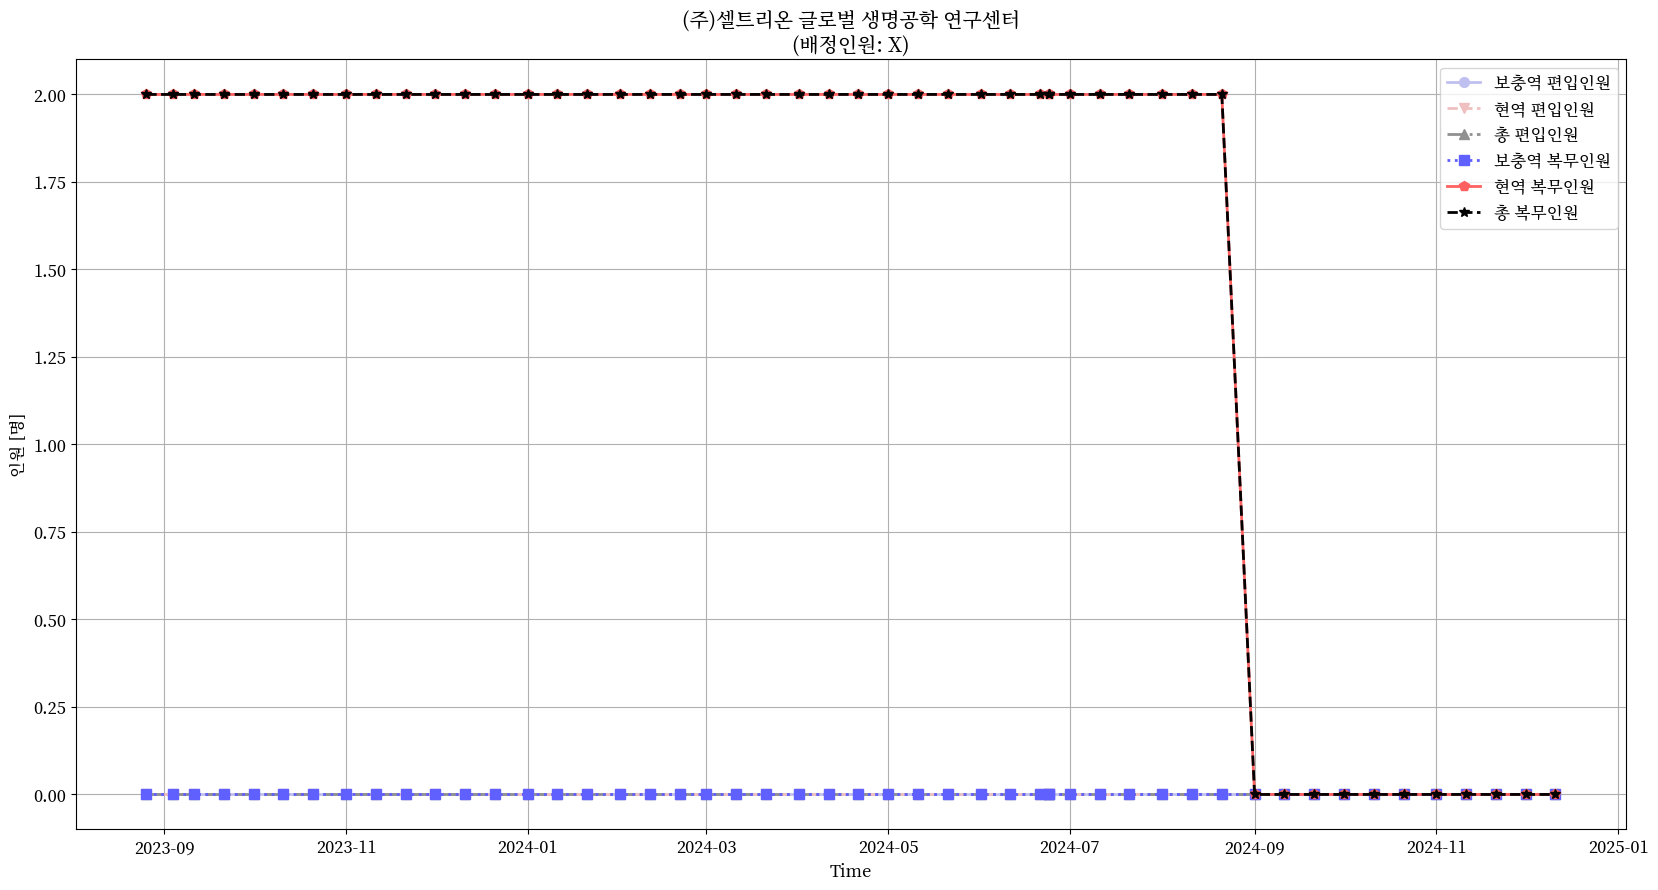 (주)셀트리온 글로벌 생명공학 연구센터
(배정인원: X)
보충역 편입인원
현역 편입인원
총 편입인원
보충역 복무인원
현역 복무인원
총 복무인원
인원 [명]
2.00
1.75
1.50
1.25
1.00
0.75
0.50
0.25
0.00
2023-09
2023-11
2024-01
2024-03
2024-05
2024-07
2024-09
2024-11
2025-01
Time